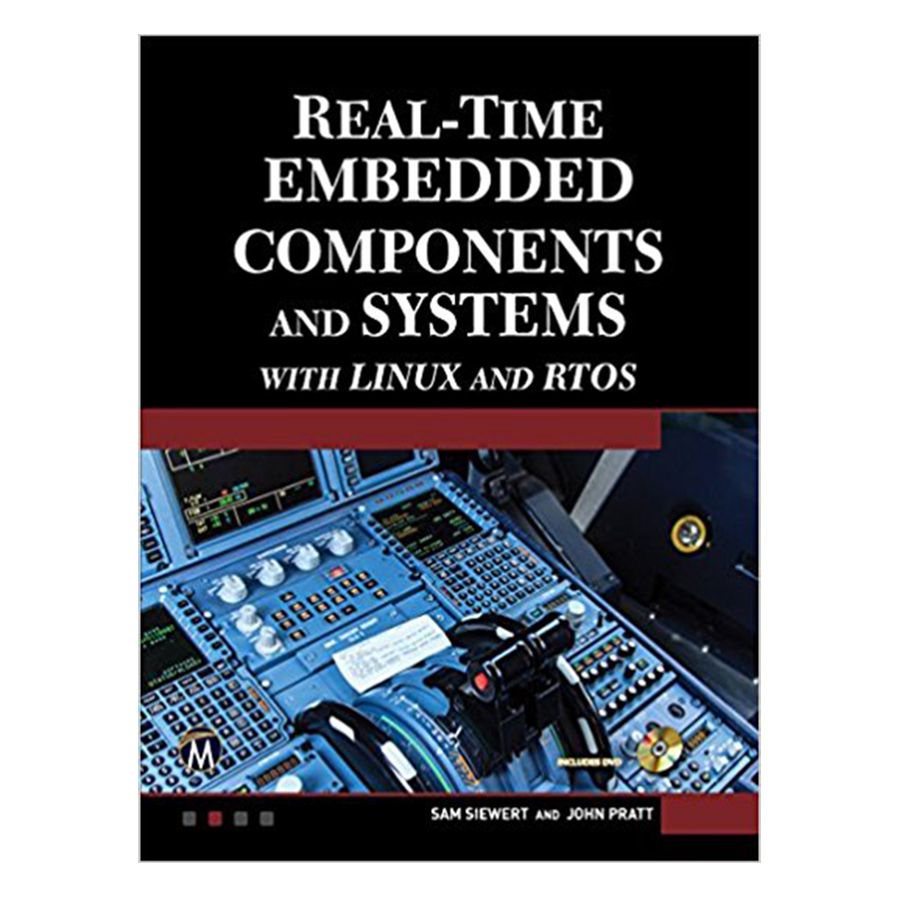 REAL-TIME
EMBEDDED
COMPONENTS
AND SYSTEMS
WITH LINUX AND RTOS
M
INCLUDES DVD
SAM SIEWERT AND JOHN PRATT